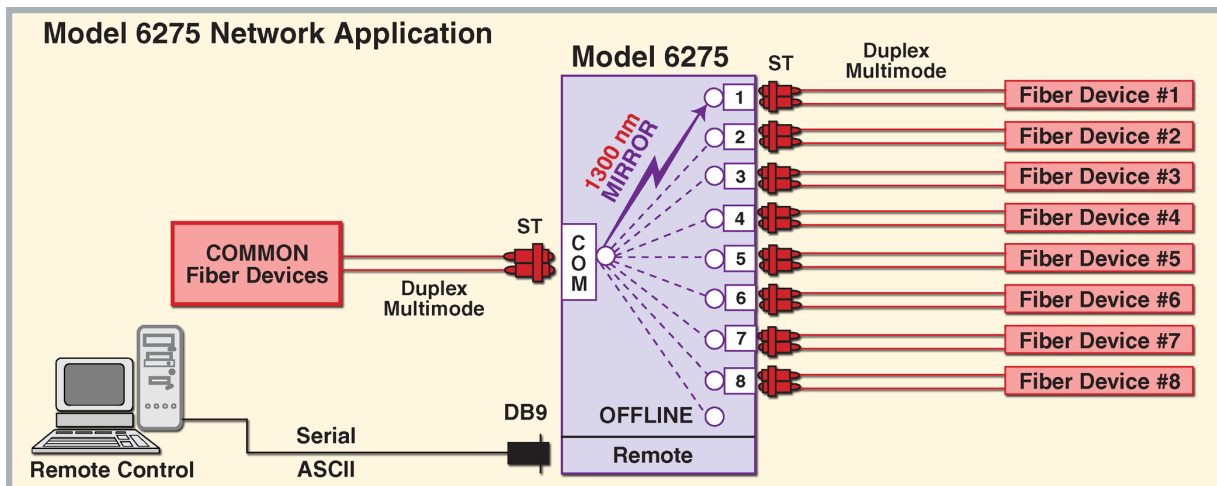 Model 6275 Network Application
Model 6275
ST
Duplex
Multimode
1300 nm
MIRROR
1
2
3
4
5
6
7
8
OFFLINE
Fiber Device #1
Fiber Device #2
Fiber Device #3
Fiber Device #4
Fiber Device #5
Fiber Device #6
Fiber Device #7
Fiber Device #8
COMMON
Fiber Devices
ST
Duplex
Multimode
COM
DB9
Serial
ASCII
Remote Control
Remote